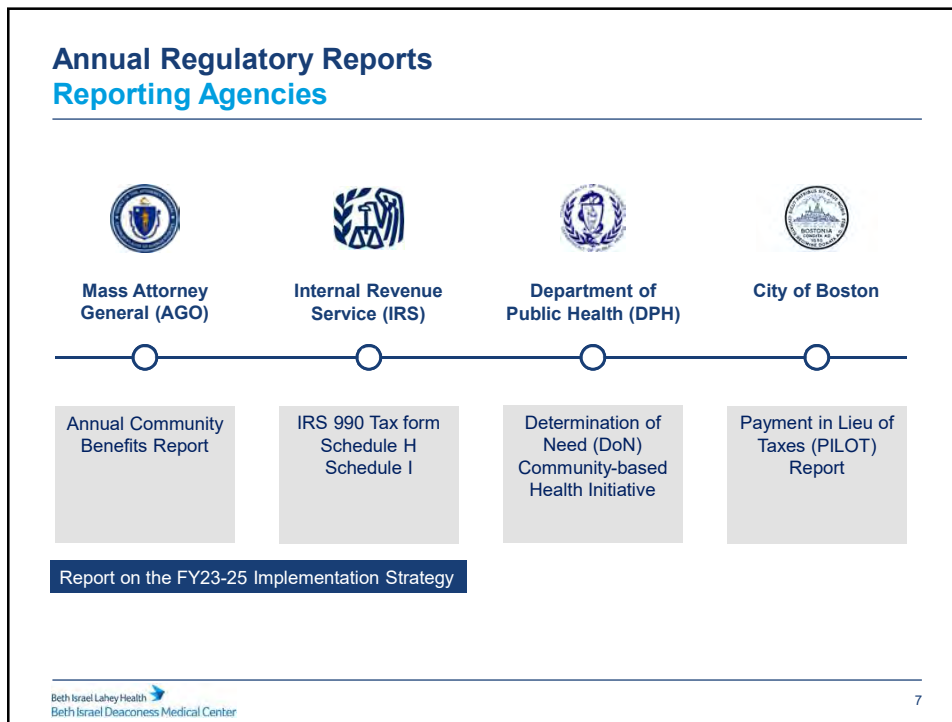 Annual Regulatory Reports
Reporting Agencies
BOSTONIA
CONDITA AD
Mass Attorney
General (AGO)
Internal Revenue
Service (IRS)
Department of
Public Health (DPH)
City of Boston
Annual Community
Benefits Report
IRS 990 Tax form
Schedule H
Schedule I
Determination of
Need (DoN)
Community-based
Health Initiative
Payment in Lieu of
Taxes (PILOT)
Report
Report on the FY23-25 Implementation Strategy
Beth Israel Lahey Health
Beth Israel Deaconess Medical Center
7